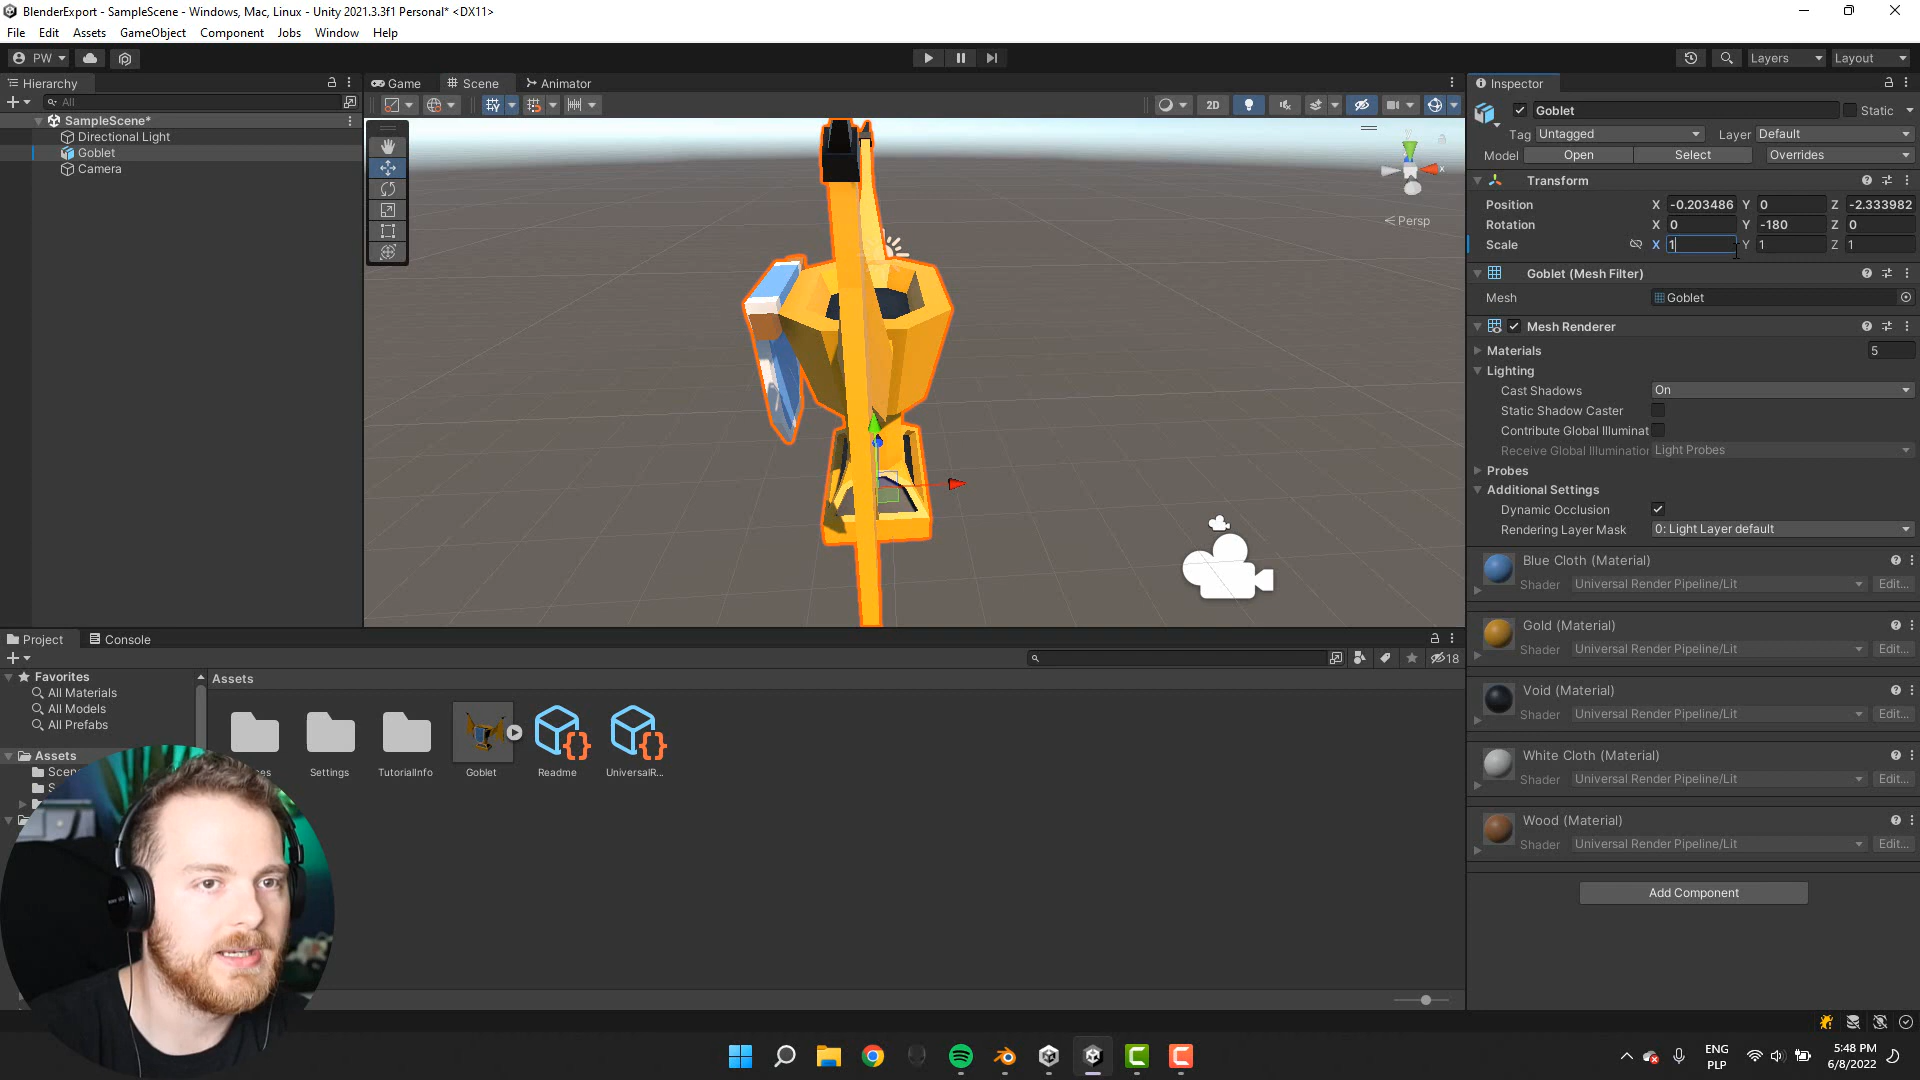 BlenderExport - SampleScene - Windows, Mac, Linux - Unity 2021.3.3f1 Personal* <DX11>
File Edit Assets GameObject Component Jobs Window Help
PW Layers Layout
Hierarchy Game Scene Animator Inspector
All
2D
SampleScene*
Directional Light
Goblet
Camera
y
x
Persp
Goblet Static
Tag Untagged Layer Default
Model Open Select Overrides
Transform
Position X -0.203486 Y 0 Z -2.333982
Rotation X 0 Y -180 Z 0
Scale X 1 Y 1 Z 1
Goblet (Mesh Filter)
Mesh Goblet
Mesh Renderer
Materials 5
Lighting
Cast Shadows On
Static Shadow Caster
Contribute Global Illuminat
Receive Global Illumination Light Probes
Probes
Additional Settings
Dynamic Occlusion
Rendering Layer Mask 0: Light Layer default
Blue Cloth (Material)
Shader Universal Render Pipeline/Lit Edit...
Gold (Material)
Shader Universal Render Pipeline/Lit Edit...
Void (Material)
Shader Universal Render Pipeline/Lit Edit...
White Cloth (Material)
Shader Universal Render Pipeline/Lit Edit...
Wood (Material)
Shader Universal Render Pipeline/Lit Edit...
Add Component
Project Console
18
Favorites
All Materials
All Models
All Prefabs
Assets
Assets
Settings TutorialInfo Goblet Readme UniversalR...
ENG
PLP
5:48 PM
6/8/2022